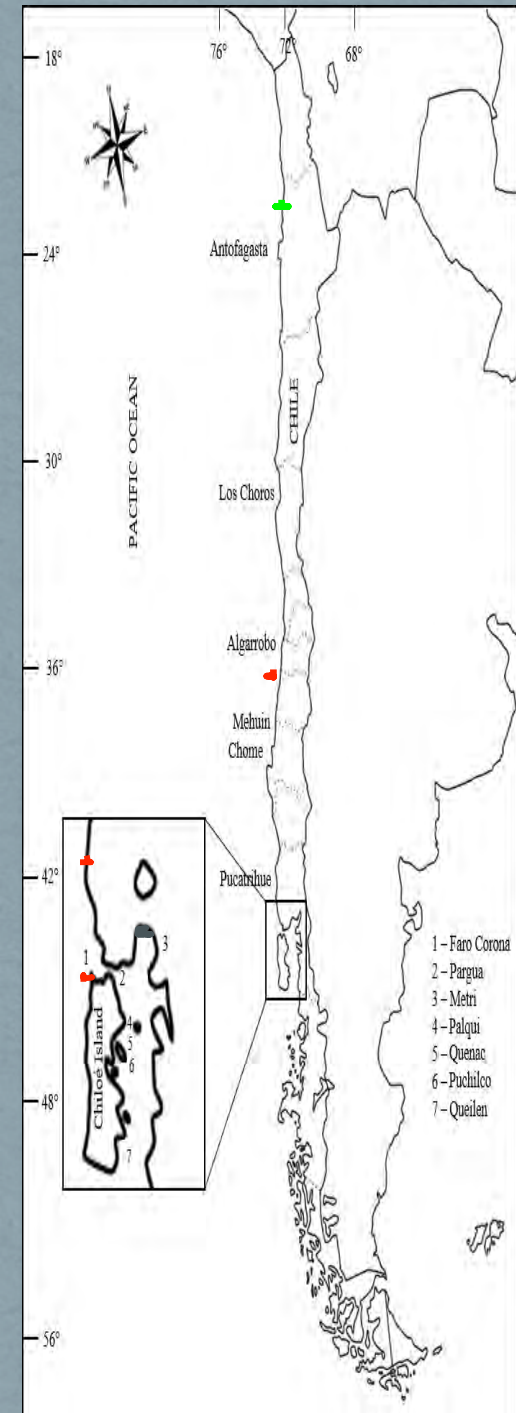 76°
72°
68°
18°
24°
Antofagasta
CHILE
PACIFIC OCEAN
30°
Los Choros
Algarrobo
36°
Mehuin
Chome
42°
Pucatrihue
1
2
3
4
5
6
7
Chiloé Island
1 – Faro Corona
2 – Pargua
3 – Metri
4 – Palqui
5 – Quenac
6 – Puchilco
7 – Queilen
48°
56°